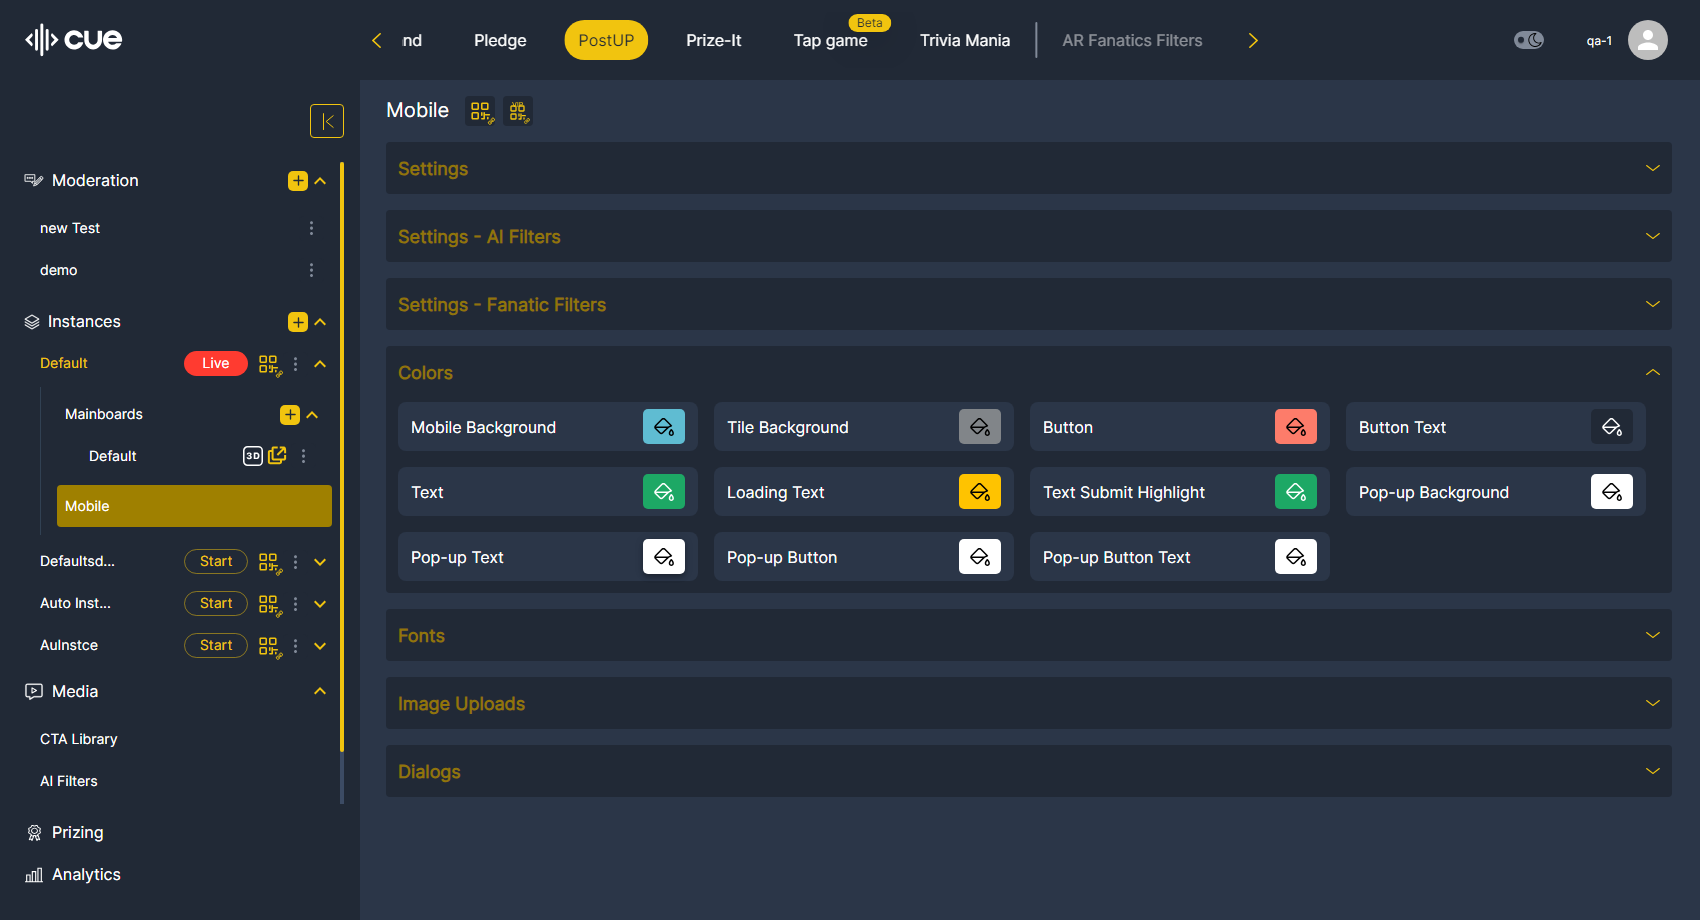 cue
nd
Pledge
PostUP
Prize-It
Tap game
Beta
Trivia Mania
AR Fanatics Filters
qa-1
Moderation
new Test
demo
Instances
Default
Live
Mainboards
Default
3D
Mobile
Defaultsd...
Start
Auto Inst...
Start
AuInstce
Start
Media
CTA Library
AI Filters
Prizing
Analytics
Mobile
VIP
Settings
Settings - AI Filters
Settings - Fanatic Filters
Colors
Mobile Background
Tile Background
Button
Button Text
Text
Loading Text
Text Submit Highlight
Pop-up Background
Pop-up Text
Pop-up Button
Pop-up Button Text
Fonts
Image Uploads
Dialogs